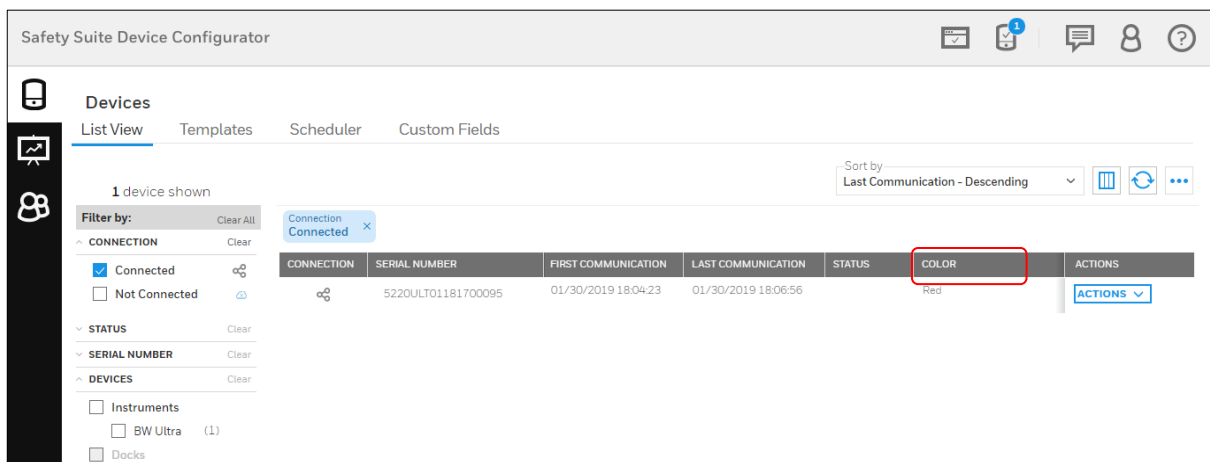 Safety Suite Device Configurator
1
Devices
List View Templates Scheduler Custom Fields
Sort by
Last Communication - Descending
1 device shown
Filter by: Clear All
Connection
Connected ×
CONNECTION Clear
CONNECTION SERIAL NUMBER FIRST COMMUNICATION LAST COMMUNICATION STATUS COLOR ACTIONS
Connected
5220ULT01181700095 01/30/2019 18:04:23 01/30/2019 18:06:56 Red ACTIONS
Not Connected
STATUS Clear
SERIAL NUMBER Clear
DEVICES Clear
Instruments
BW Ultra (1)
Docks